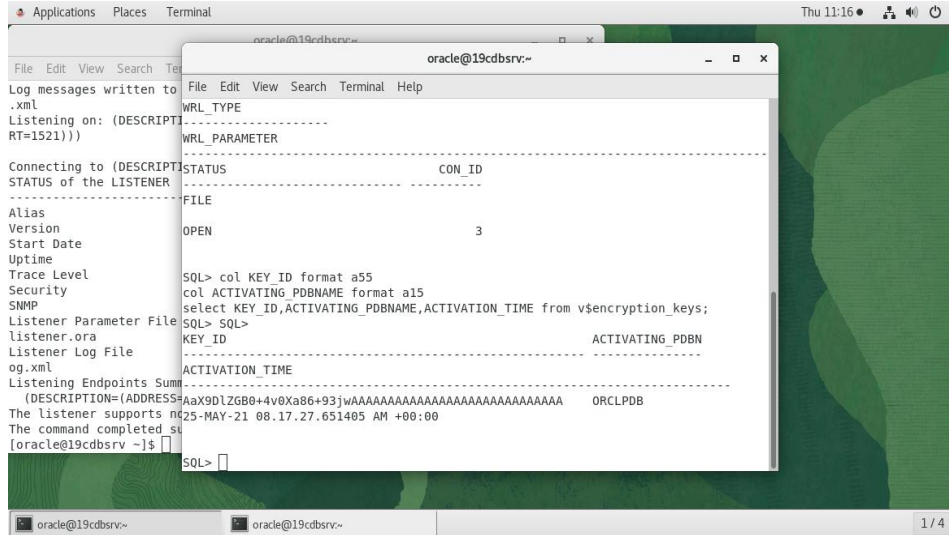 Applications Places Terminal
Thu 11:16
oracle@19cdbsrv:~
File Edit View Search Ter
Log messages written to
.xml
Listening on: (DESCRIPTI
RT=1521)))
Connecting to (DESCRIPTI
STATUS of the LISTENER
------------------------
Alias
Version
Start Date
Uptime
Trace Level
Security
SNMP
Listener Parameter File
listener.ora
Listener Log File
og.xml
Listening Endpoints Summ
(DESCRIPTION=(ADDRESS=
The listener supports no
The command completed su
[oracle@19cdbsrv ~]$
oracle@19cdbsrv:~
File Edit View Search Terminal Help
WRL_TYPE
--------------------
WRL_PARAMETER
--------------------------------------------------------------------------------
STATUS CON_ID
------------------------------ ----------
FILE
OPEN 3
SQL> col KEY_ID format a55
col ACTIVATING_PDBNAME format a15
select KEY_ID,ACTIVATING_PDBNAME,ACTIVATION_TIME from v$encryption_keys;
SQL> SQL>
KEY_ID ACTIVATING_PDBN
------------------------------------------------------- ---------------
ACTIVATION_TIME
---------------------------------------------------------------------------
AaX9DlZGB0+4v0Xa86+93jwAAAAAAAAAAAAAAAAAAAAAAAAAAAAA ORCLPDB
25-MAY-21 08.17.27.651405 AM +00:00
SQL>
oracle@19cdbsrv:~
oracle@19cdbsrv:~
1 / 4